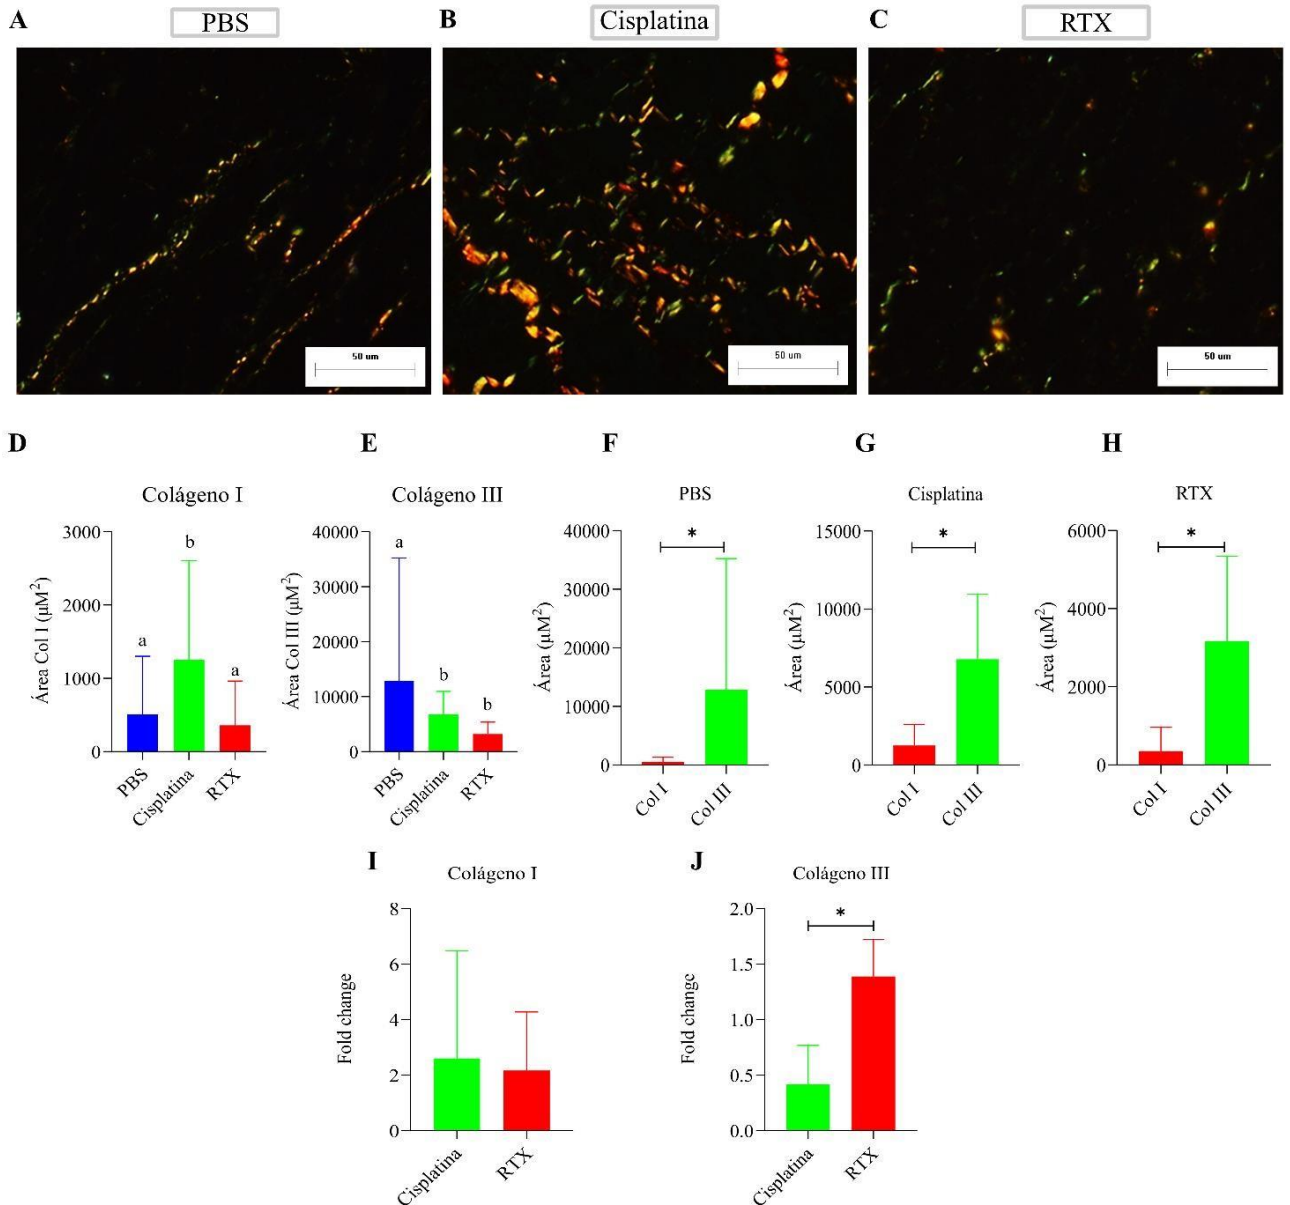 A
PBS
B
Cisplatina
C
RTX
50 um
50 um
50 um
D
E
F
G
H
Colágeno I
Área Col I (μM²)
3000
2000
1000
0
a
b
a
PBS
Cisplatina
RTX
Colágeno III
Área Col III (μM²)
40000
30000
20000
10000
0
a
b
b
PBS
Cisplatina
RTX
PBS
Área (μM²)
40000
30000
20000
10000
0
*
Col I
Col III
Cisplatina
Área (μM²)
15000
10000
5000
0
*
Col I
Col III
RTX
Área (μM²)
6000
4000
2000
0
*
Col I
Col III
I
Colágeno I
Fold change
8
6
4
2
0
Cisplatina
RTX
J
Colágeno III
Fold change
2.0
1.5
1.0
0.5
0.0
*
Cisplatina
RTX